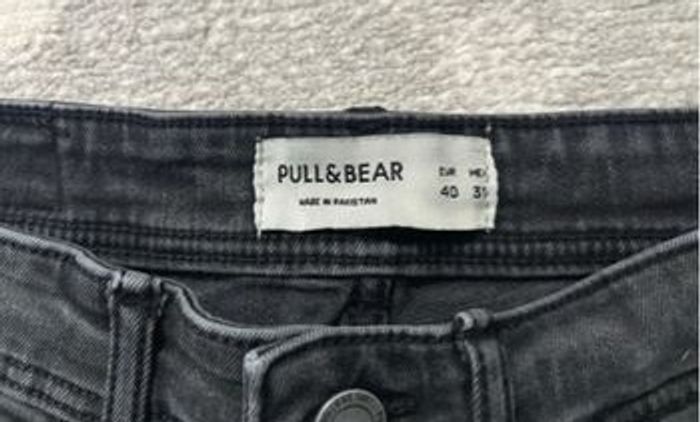 PULL&BEAR
MADE IN PAKISTAN
EUR MEX
40 31